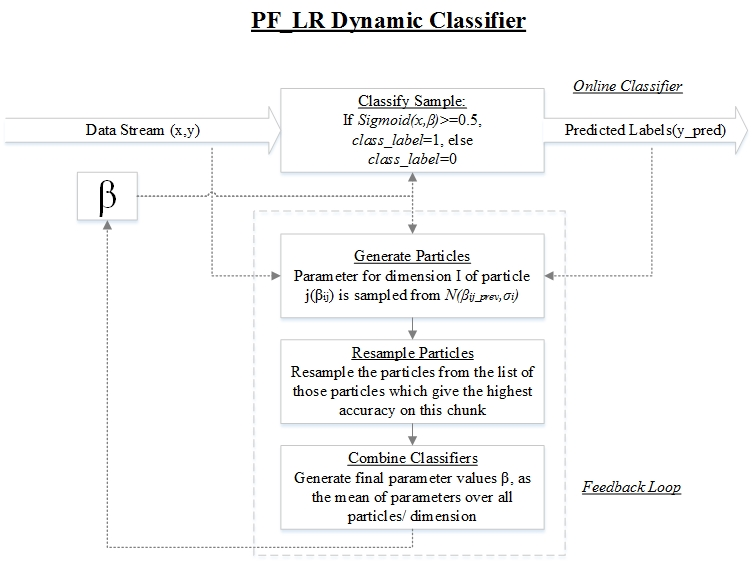 PF_LR Dynamic Classifier
Online Classifier
Classify Sample:
If Sigmoid(x,β)>=0.5,
class_label=1, else
class_label=0
Data Stream (x,y)
Predicted Labels(y_pred)
β
Generate Particles
Parameter for dimension I of particle
j(βij) is sampled from N(βij_prev,σi)
Resample Particles
Resample the particles from the list of
those particles which give the highest
accuracy on this chunk
Combine Classifiers
Generate final parameter values β, as
the mean of parameters over all
particles/ dimension
Feedback Loop